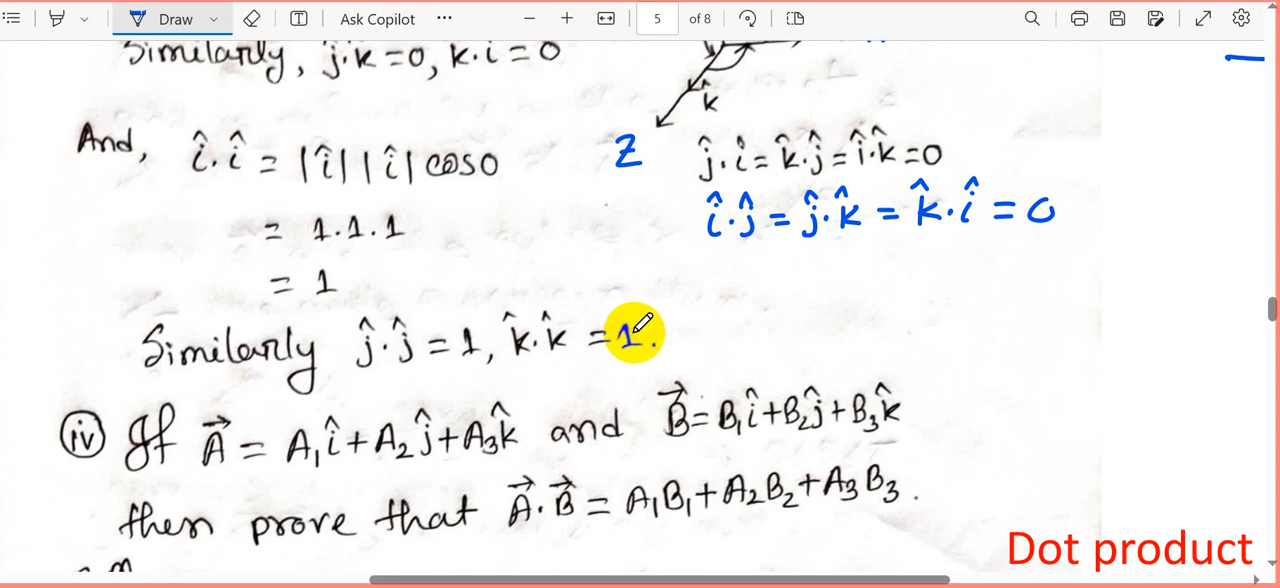 Draw
Ask Copilot
5 of 8
Similarly, j·k=0, k·i=0
k̂
And, î·î = |î| |î| cos0
Z
ĵ·î = k̂·ĵ = î·k̂ = 0
= 1.1.1
î·ĵ = ĵ·k̂ = k̂·î = 0
= 1
Similarly ĵ·ĵ = 1, k̂·k̂ = 1.
(iv) If A⃗ = A₁î+A₂ĵ+A₃k̂ and B⃗ = B₁î+B₂ĵ+B₃k̂
then prove that A⃗·B⃗ = A₁B₁+A₂B₂+A₃B₃.
Dot product